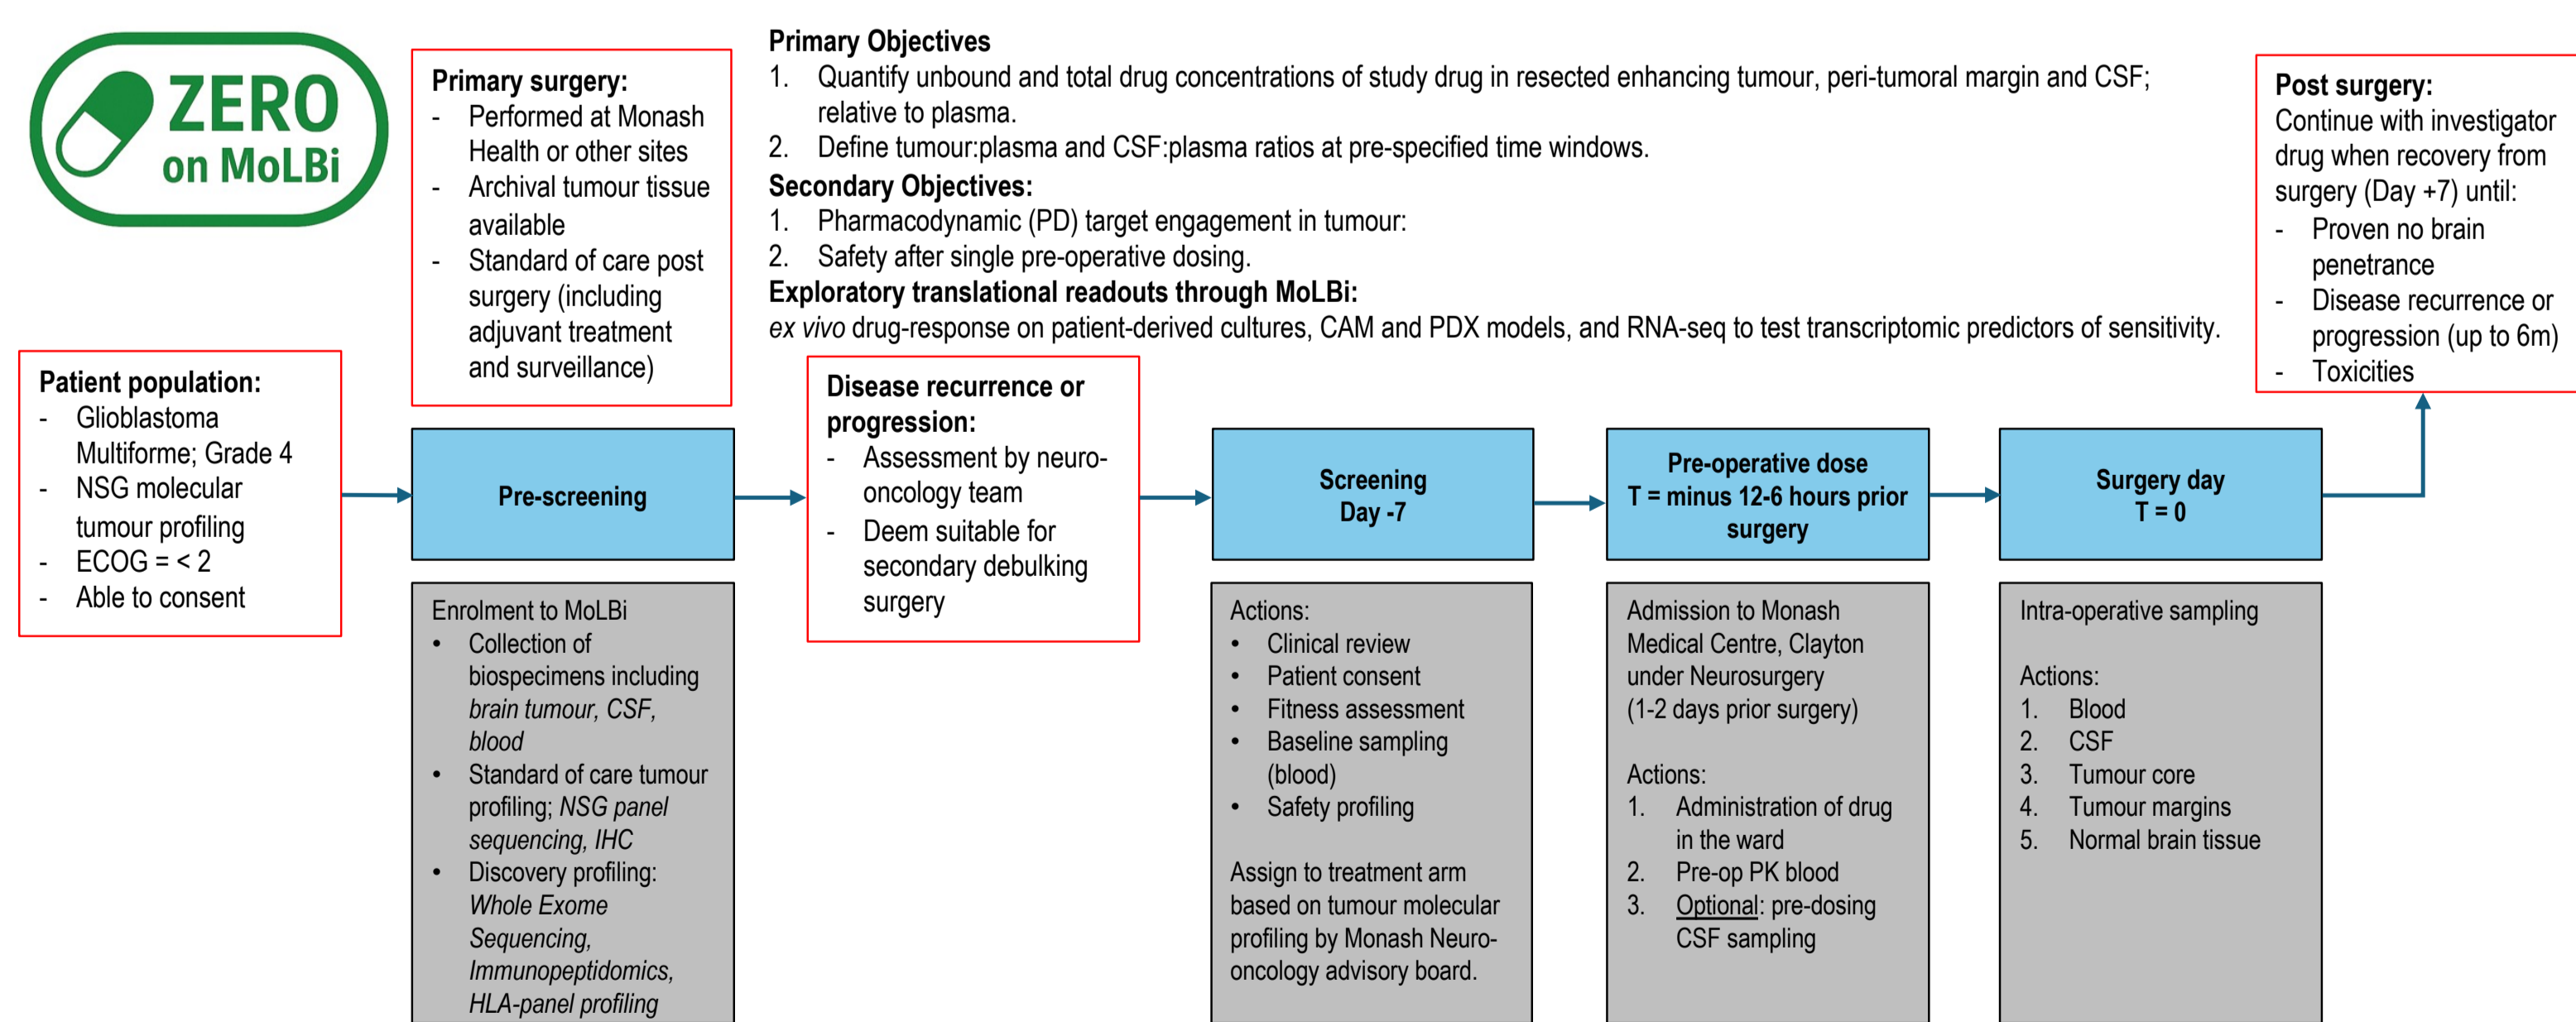 ZERO
on MoLBi
Primary surgery:
- Performed at Monash
Health or other sites
- Archival tumour tissue
available
- Standard of care post
surgery (including
adjuvant treatment
and surveillance)
Primary Objectives
1. Quantify unbound and total drug concentrations of study drug in resected enhancing tumour, peri-tumoral margin and CSF;
relative to plasma.
2. Define tumour:plasma and CSF:plasma ratios at pre-specified time windows.
Secondary Objectives:
1. Pharmacodynamic (PD) target engagement in tumour:
2. Safety after single pre-operative dosing.
Exploratory translational readouts through MoLBi:
ex vivo drug-response on patient-derived cultures, CAM and PDX models, and RNA-seq to test transcriptomic predictors of sensitivity.
Post surgery:
Continue with investigator
drug when recovery from
surgery (Day +7) until:
- Proven no brain
penetrance
- Disease recurrence or
progression (up to 6m)
- Toxicities
Patient population:
- Glioblastoma
Multiforme; Grade 4
- NSG molecular
tumour profiling
- ECOG = < 2
- Able to consent
Pre-screening
Enrolment to MoLBi
• Collection of
biospecimens including
brain tumour, CSF,
blood
• Standard of care tumour
profiling; NSG panel
sequencing, IHC
• Discovery profiling:
Whole Exome
Sequencing,
Immunopeptidomics,
HLA-panel profiling
Disease recurrence or
progression:
- Assessment by neuro-
oncology team
- Deem suitable for
secondary debulking
surgery
Screening
Day -7
Actions:
• Clinical review
• Patient consent
• Fitness assessment
• Baseline sampling
(blood)
• Safety profiling
Assign to treatment arm
based on tumour molecular
profiling by Monash Neuro-
oncology advisory board.
Pre-operative dose
T = minus 12-6 hours prior
surgery
Admission to Monash
Medical Centre, Clayton
under Neurosurgery
(1-2 days prior surgery)
Actions:
1. Administration of drug
in the ward
2. Pre-op PK blood
3. Optional: pre-dosing
CSF sampling
Surgery day
T = 0
Intra-operative sampling
Actions:
1. Blood
2. CSF
3. Tumour core
4. Tumour margins
5. Normal brain tissue